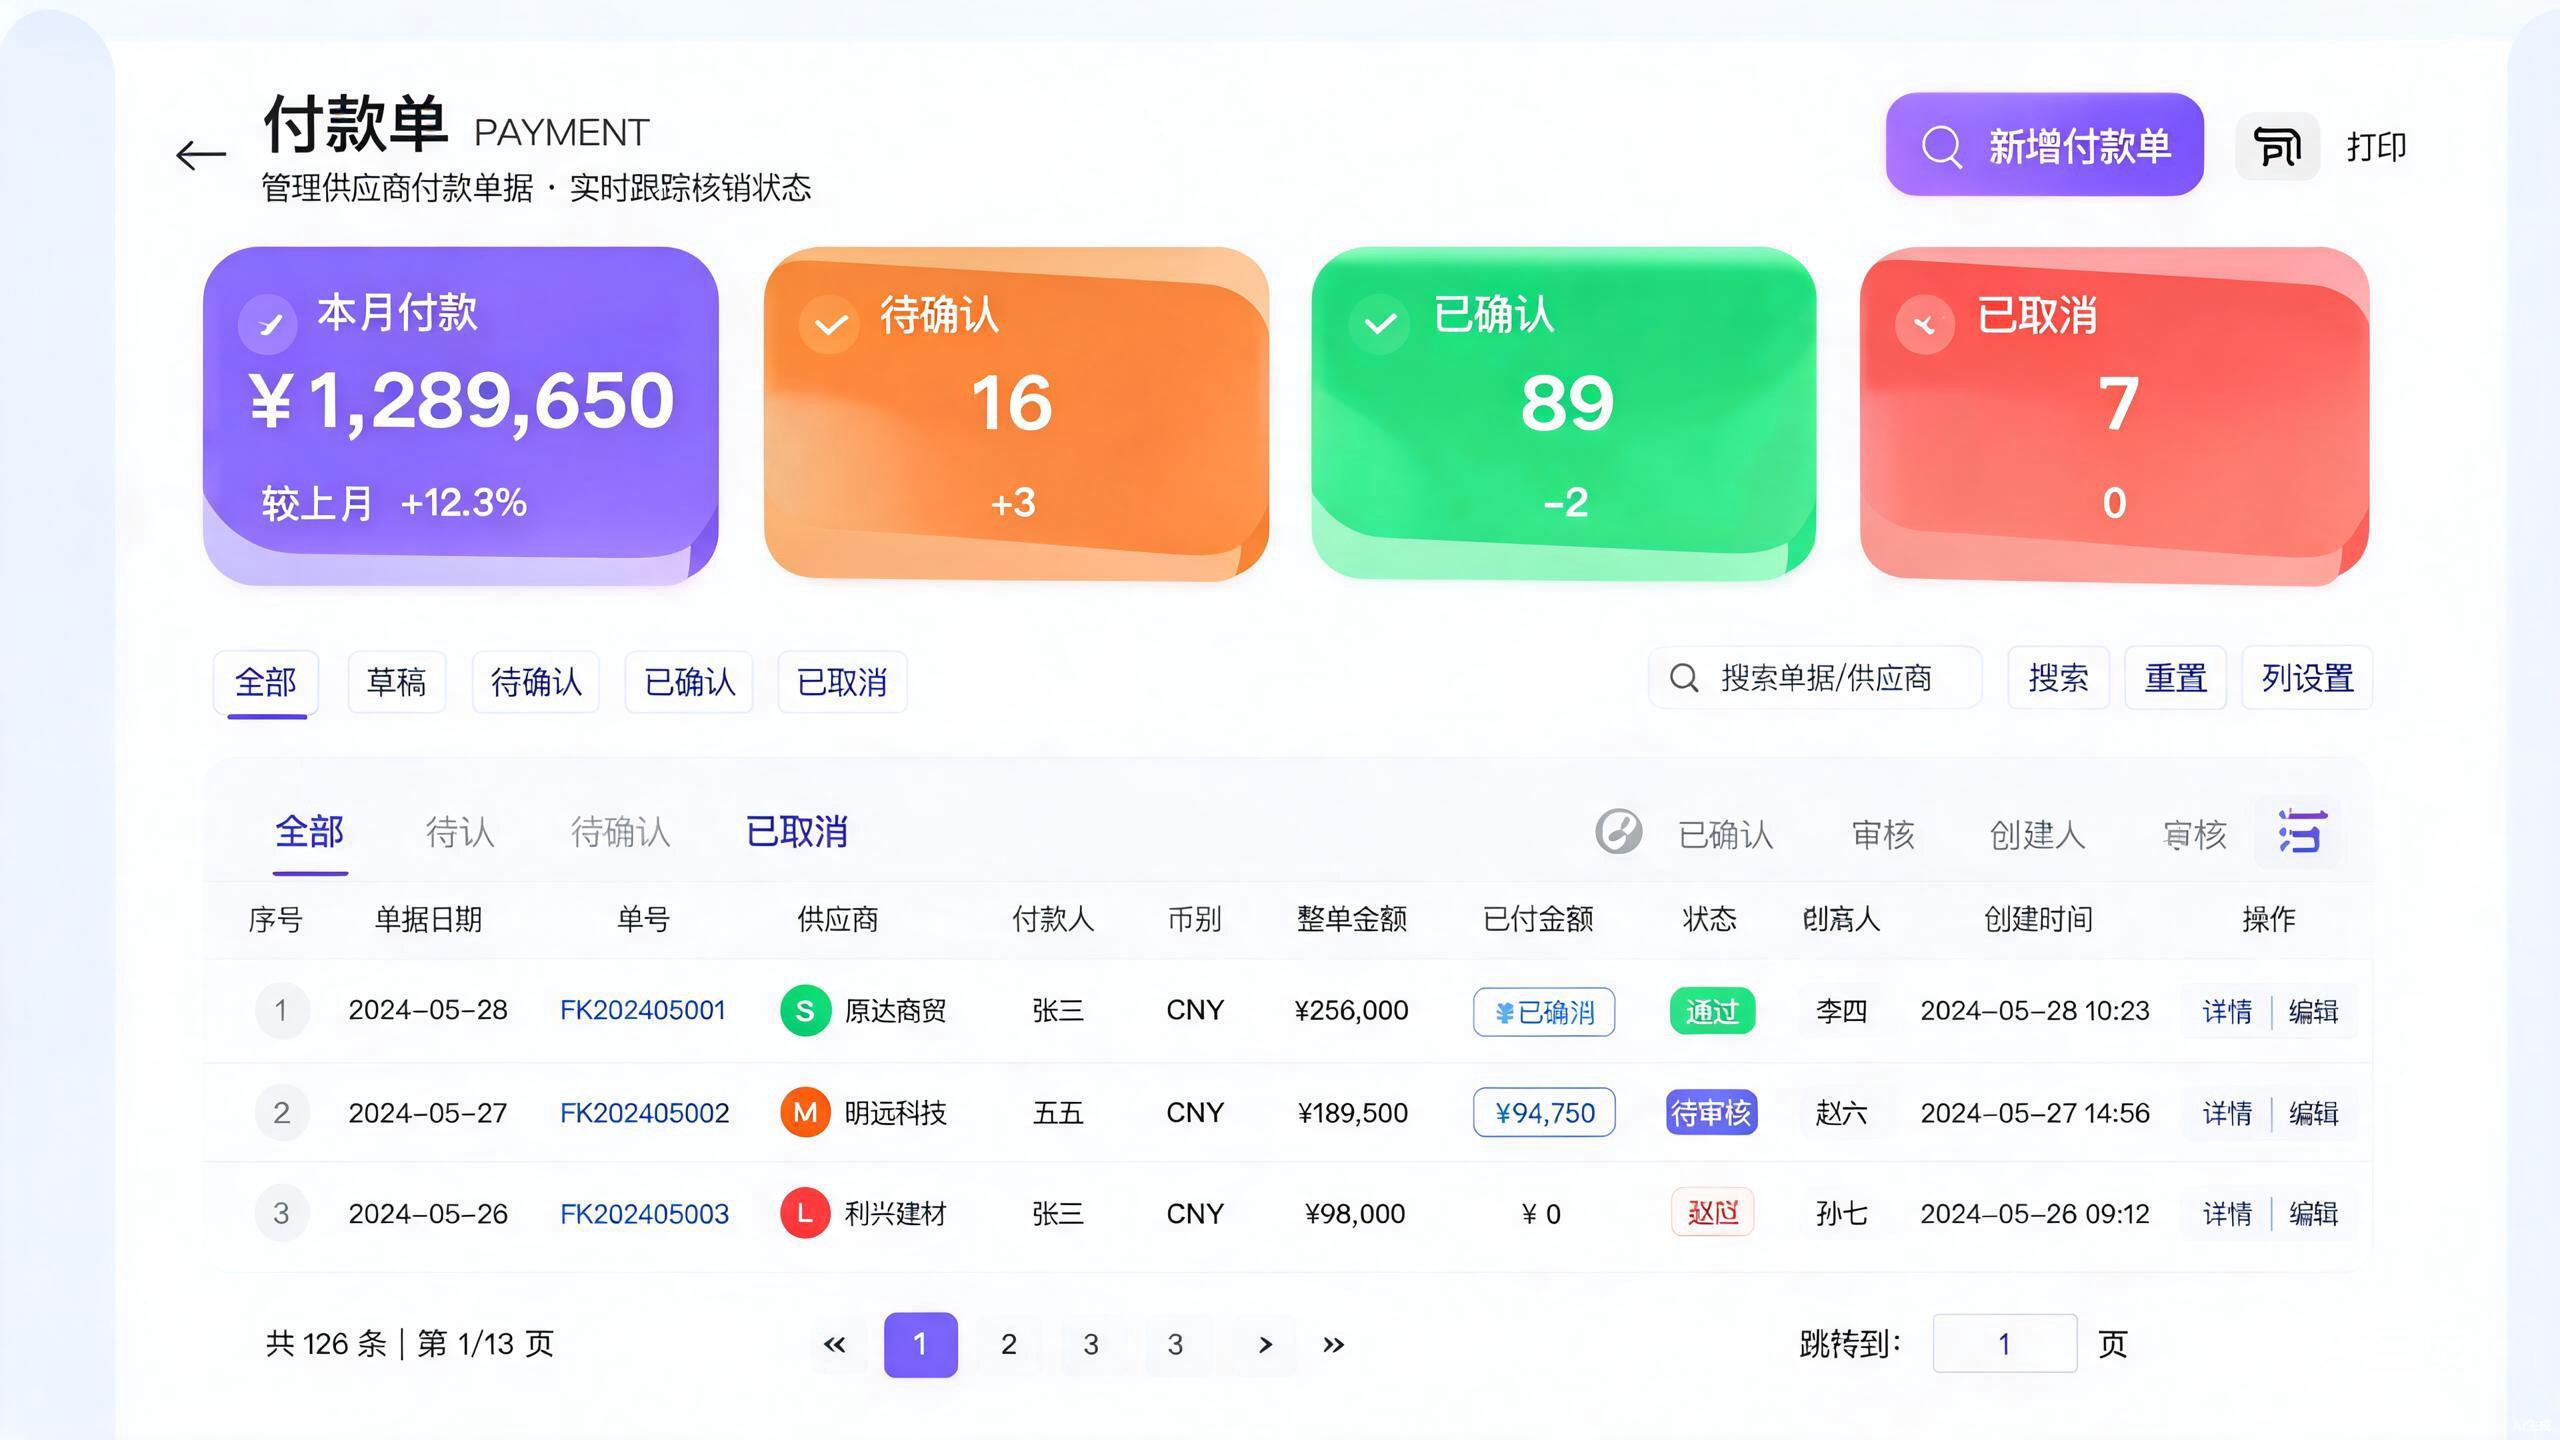 付款单 PAYMENT
管理供应商付款单据 · 实时跟踪核销状态
新增付款单 打印
本月付款
¥1,289,650
较上月 +12.3%
待确认
16
+3
已确认
89
-2
已取消
7
0
全部 草稿 待确认 已确认 已取消
搜索单据/供应商 搜索 重置 列设置
全部 待认 待确认 已取消 已确认 审核 创建人 审核
序号 单据日期 单号 供应商 付款人 币别 整单金额 已付金额 状态 创建时间 操作
1 2024-05-28 FK202405001 S 原达商贸 张三 CNY ¥256,000 已确消 通过 李四 2024-05-28 10:23 详情 | 编辑
2 2024-05-27 FK202405002 M 明远科技 五五 CNY ¥189,500 ¥94,750 待审核 赵六 2024-05-27 14:56 详情 | 编辑
3 2024-05-26 FK202405003 L 利兴建材 张三 CNY ¥98,000 ¥ 0 孙七 2024-05-26 09:12 详情 | 编辑
共 126 条 | 第 1/13 页 « 1 2 3 3 > » 跳转到: 1 页